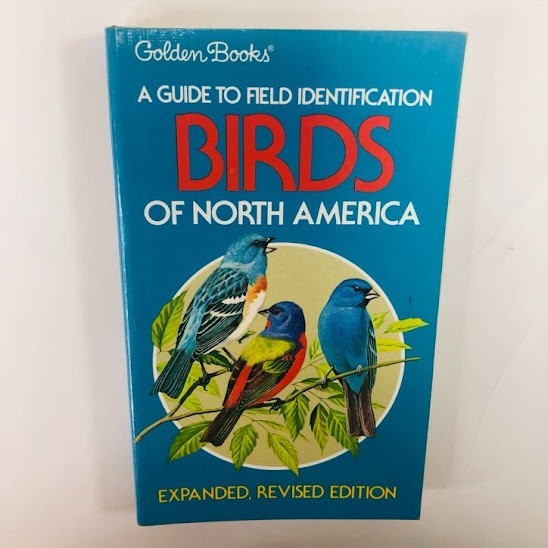 Golden Books®
A GUIDE TO FIELD IDENTIFICATION
BIRDS
OF NORTH AMERICA
EXPANDED, REVISED EDITION